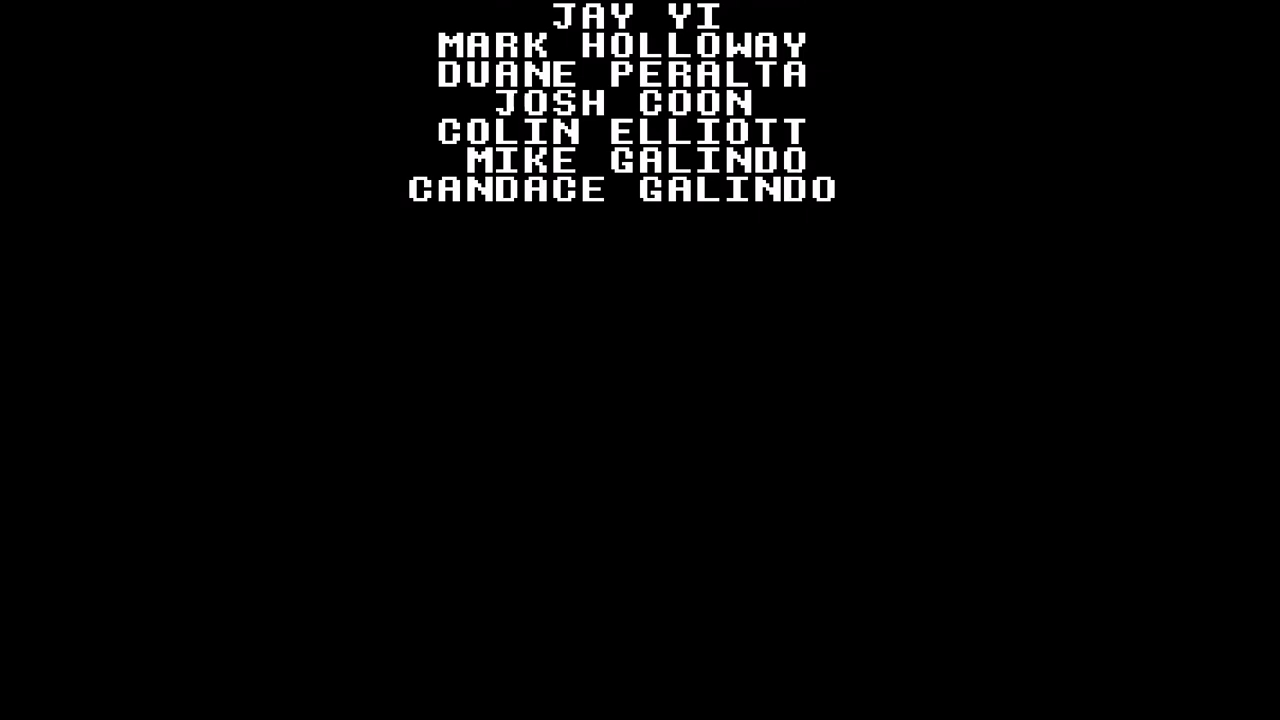 JAY YI
MARK HOLLOWAY
DUANE PERALTA
JOSH COON
COLIN ELLIOTT
MIKE GALINDO
CANDACE GALINDO